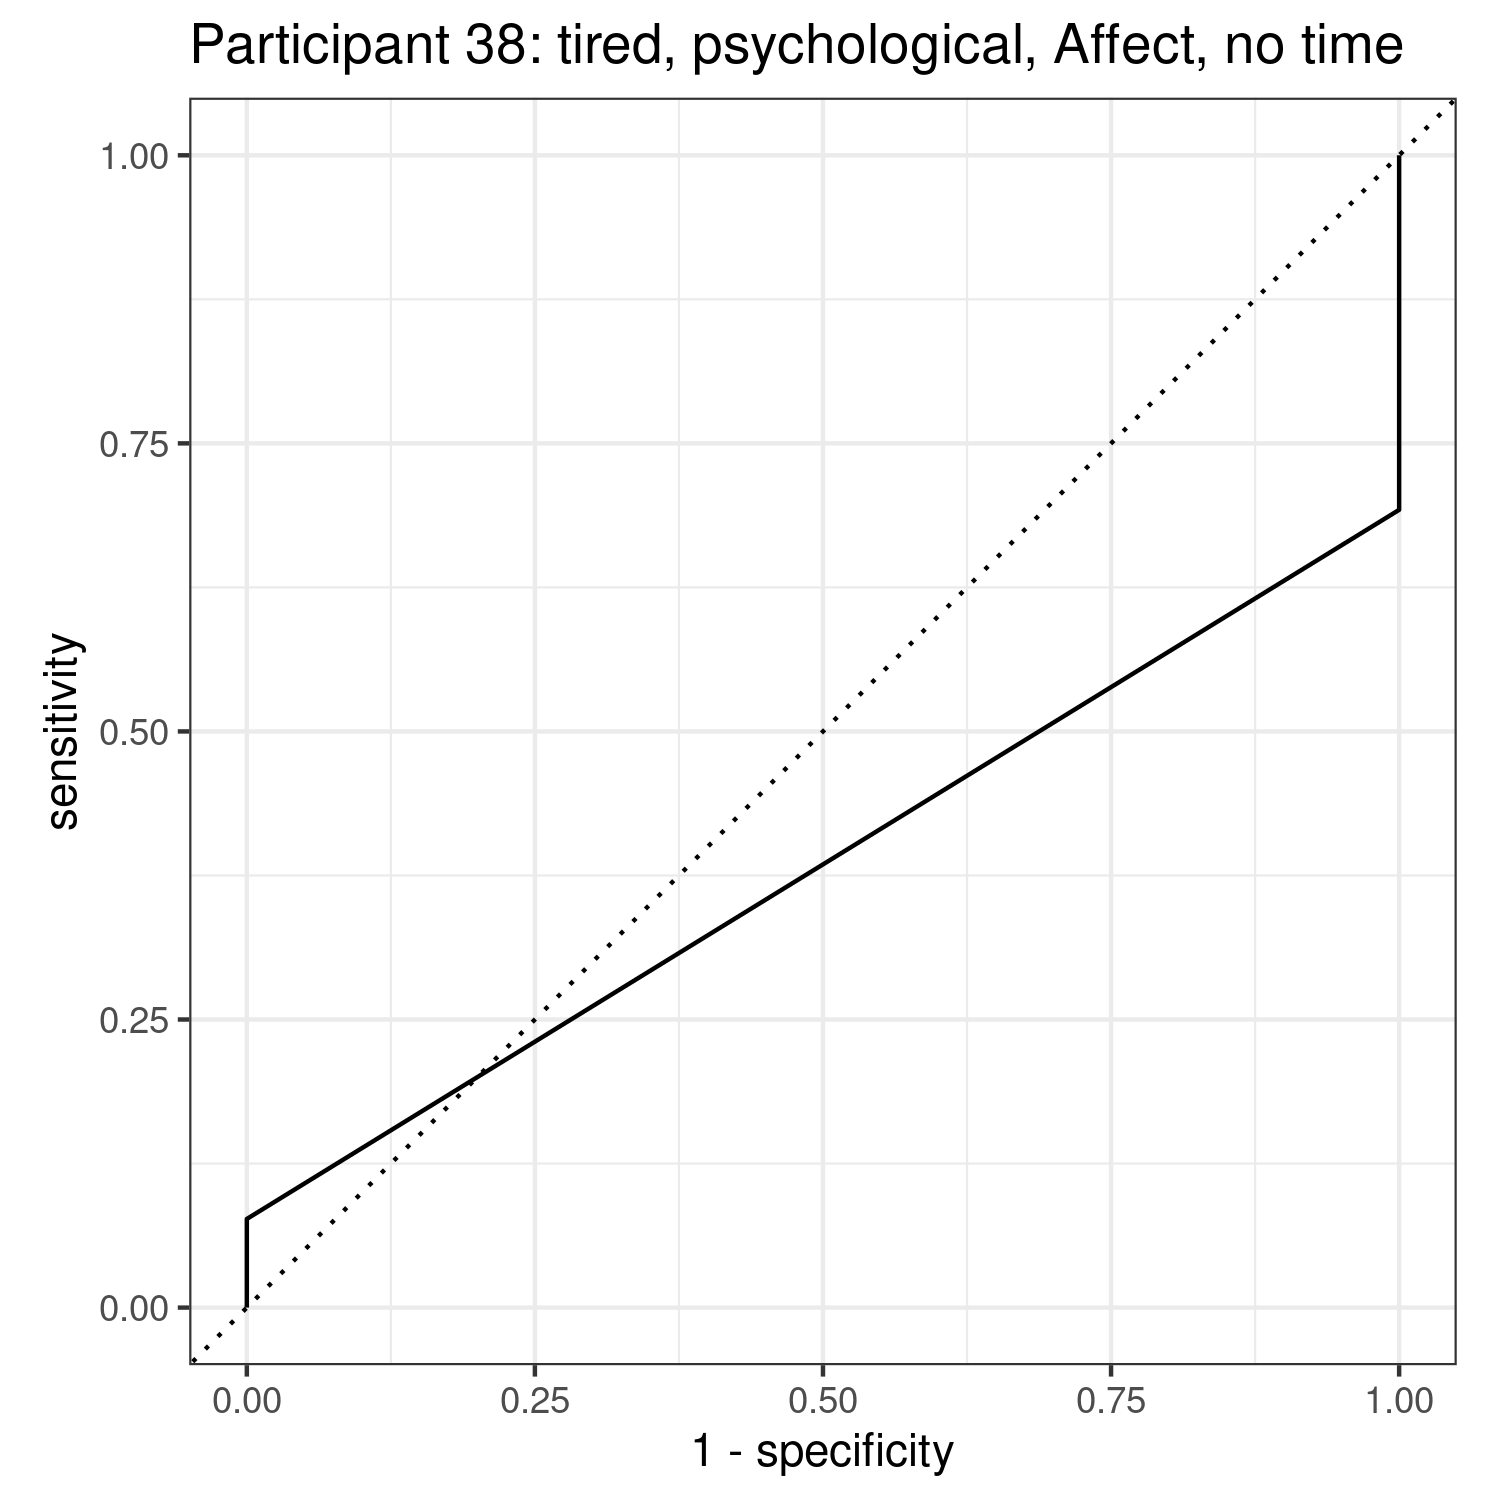 Participant 38: tired, psychological, Affect, no time
1.00
0.75
0.50
0.25
0.00
sensitivity
0.00 0.25 0.50 0.75 1.00
1 - specificity